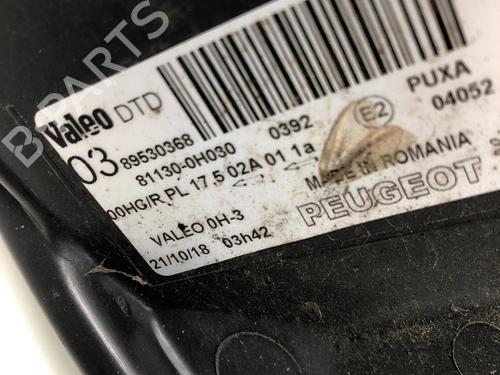 B-PARTS
Valeo DTD
PUXA
03 89530368
0392
E2
04052
81130-0H030
00HG/R PL 17.5 02A 01 1a
MADE IN ROMANIA
PEUGEOT
VALEO 0H-3
21/10/18 03h42